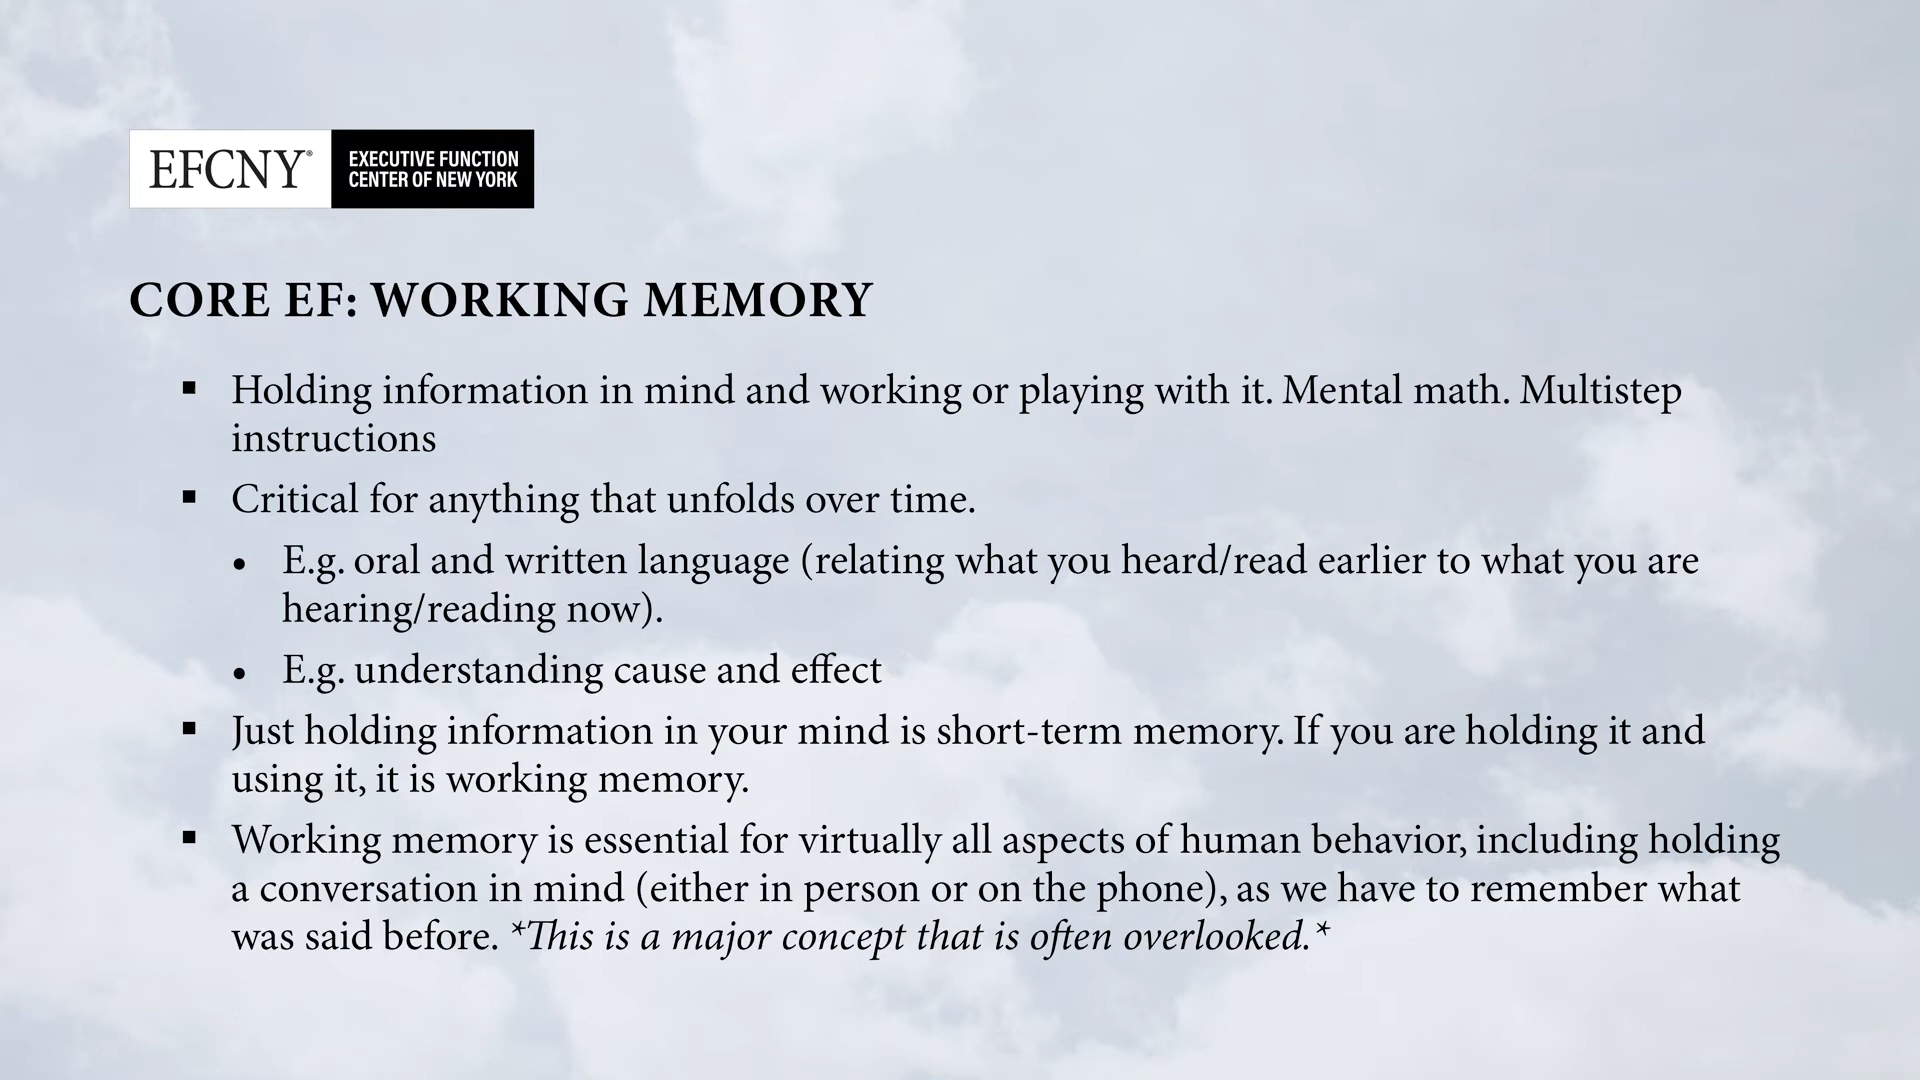 EFCNY®
EXECUTIVE FUNCTION
CENTER OF NEW YORK
CORE EF: WORKING MEMORY
▪ Holding information in mind and working or playing with it. Mental math. Multistep
instructions
▪ Critical for anything that unfolds over time.
• E.g. oral and written language (relating what you heard/read earlier to what you are
hearing/reading now).
• E.g. understanding cause and effect
▪ Just holding information in your mind is short-term memory. If you are holding it and
using it, it is working memory.
▪ Working memory is essential for virtually all aspects of human behavior, including holding
a conversation in mind (either in person or on the phone), as we have to remember what
was said before. *This is a major concept that is often overlooked.*